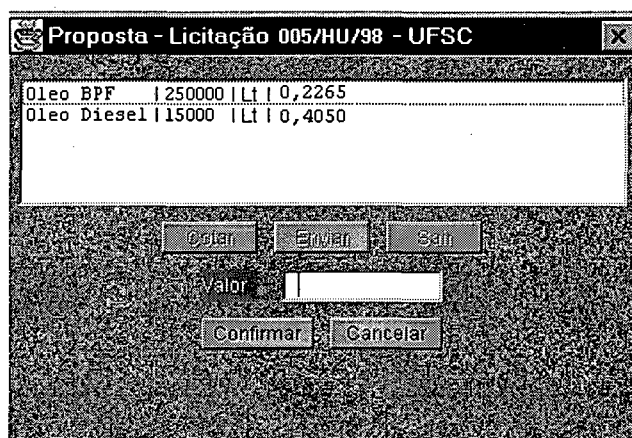 Proposta - Licitação 005/HU/98 - UFSC
Oleo BPF | 250000 | Lt | 0,2265
Oleo Diesel | 15000 | Lt | 0,4050
Cotar Enviar Sair
Valor
Confirmar Cancelar